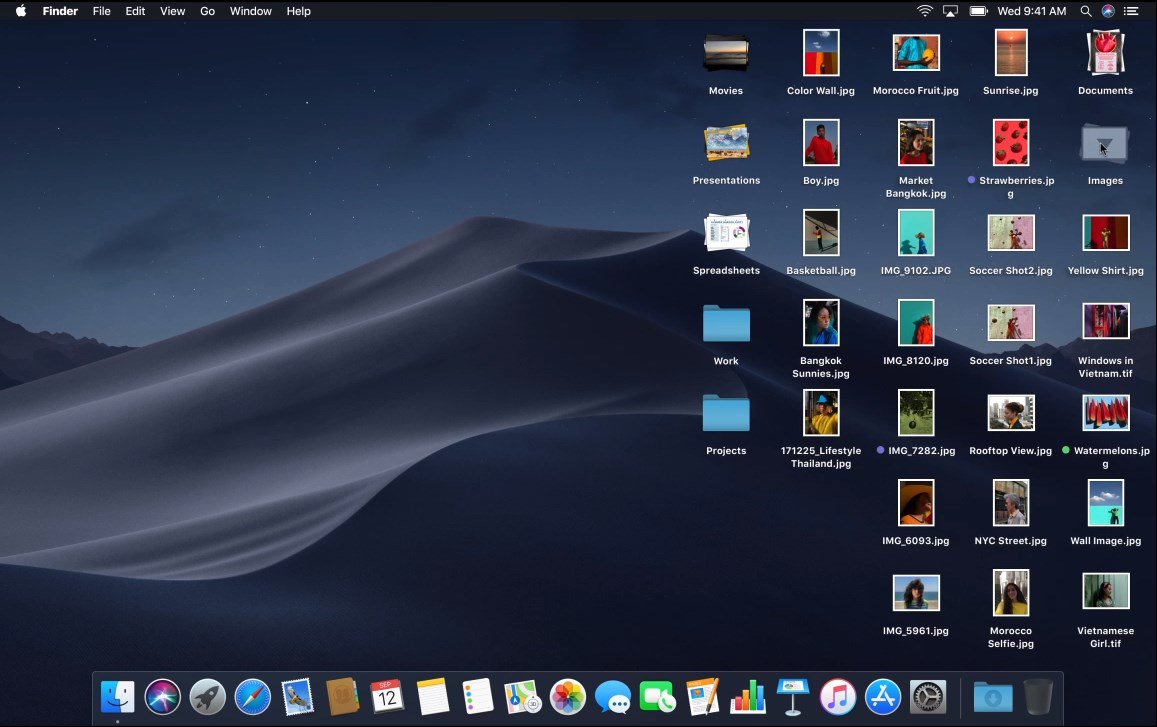 Finder File Edit View Go Window Help
Wed 9:41 AM
Movies
Color Wall.jpg
Morocco Fruit.jpg
Sunrise.jpg
Documents
Presentations
Boy.jpg
Market
Bangkok.jpg
Strawberries.jp
g
Images
Spreadsheets
Basketball.jpg
IMG_9102.JPG
Soccer Shot2.jpg
Yellow Shirt.jpg
Work
Bangkok
Sunnies.jpg
IMG_8120.jpg
Soccer Shot1.jpg
Windows in
Vietnam.tif
Projects
171225_Lifestyle
Thailand.jpg
IMG_7282.jpg
Rooftop View.jpg
Watermelons.jp
g
IMG_6093.jpg
NYC Street.jpg
Wall Image.jpg
IMG_5961.jpg
Morocco
Selfie.jpg
Vietnamese
Girl.tif
SEP
12